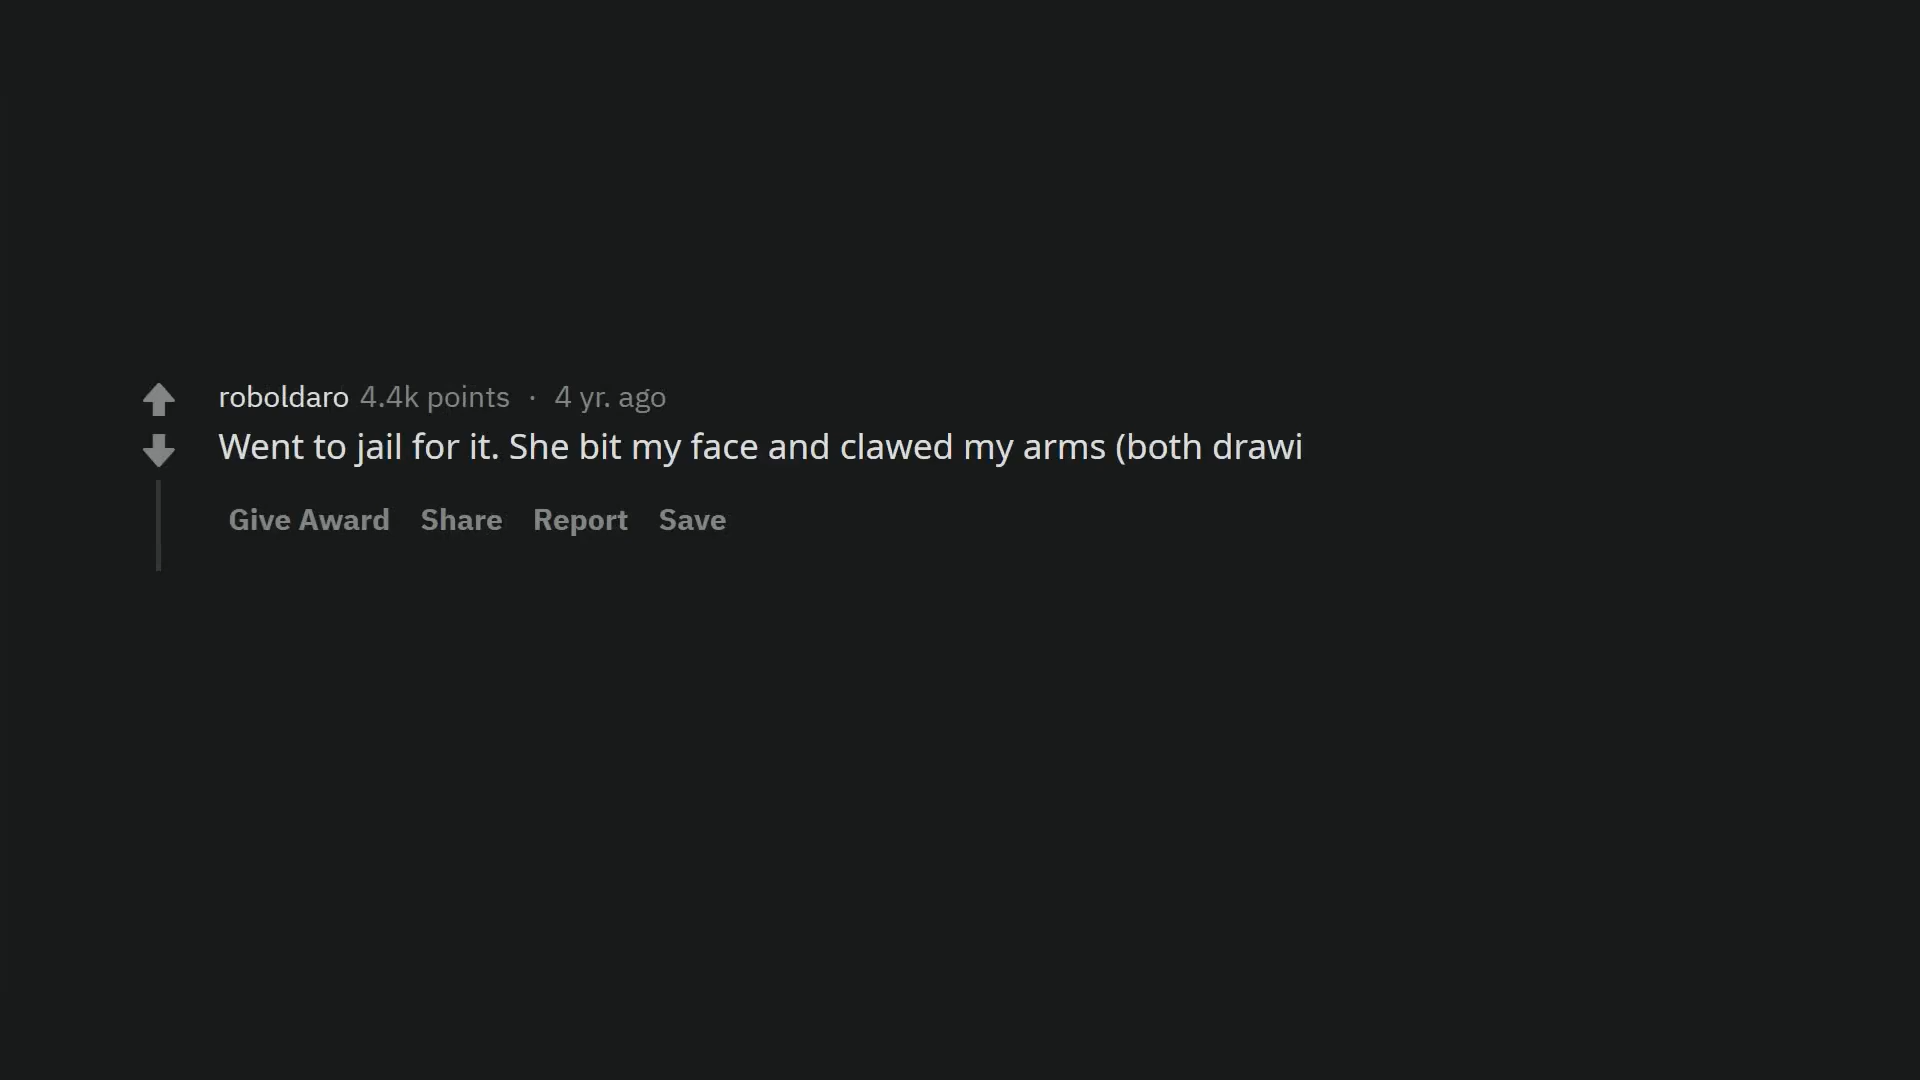 roboldaro 4.4k points · 4 yr. ago
Went to jail for it. She bit my face and clawed my arms (both drawi
Give Award Share Report Save